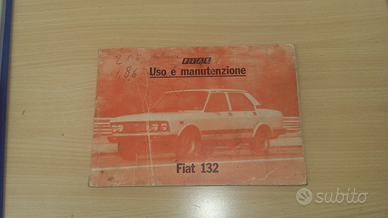 FIAT
Uso e manutenzione
Fiat 132
subito